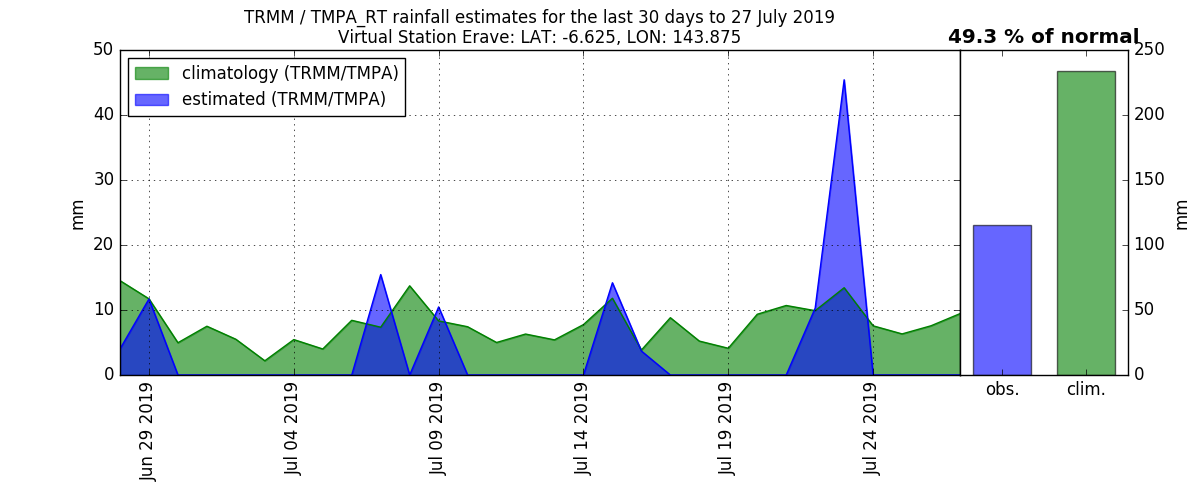 TRMM / TMPA_RT rainfall estimates for the last 30 days to 27 July 2019
Virtual Station Erave: LAT: -6.625, LON: 143.875
49.3 % of normal
climatology (TRMM/TMPA)
estimated (TRMM/TMPA)
50
40
30
20
10
0
mm
Jun 29 2019
Jul 04 2019
Jul 09 2019
Jul 14 2019
Jul 19 2019
Jul 24 2019
obs.
clim.
250
200
150
100
50
0
mm